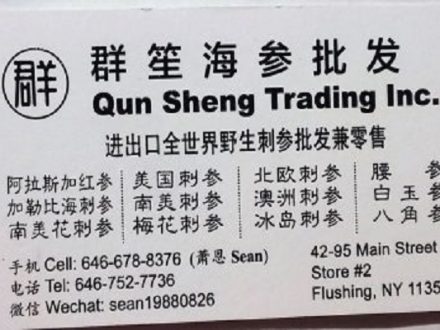 群
群笙海参批发
Qun Sheng Trading Inc.
进出口全世界野生刺参批发兼零售
阿拉斯加红参 美国刺参 北欧刺参 腰 参
加勒比海刺参 南美刺参 澳洲刺参 白玉参
南美花刺参 梅花刺参 冰岛刺参 八角参
手机 Cell: 646-678-8376 (萧恩 Sean)
电话 Tel: 646-752-7736
微信 Wechat: sean19880826
42-95 Main Street
Store #2
Flushing, NY 1135